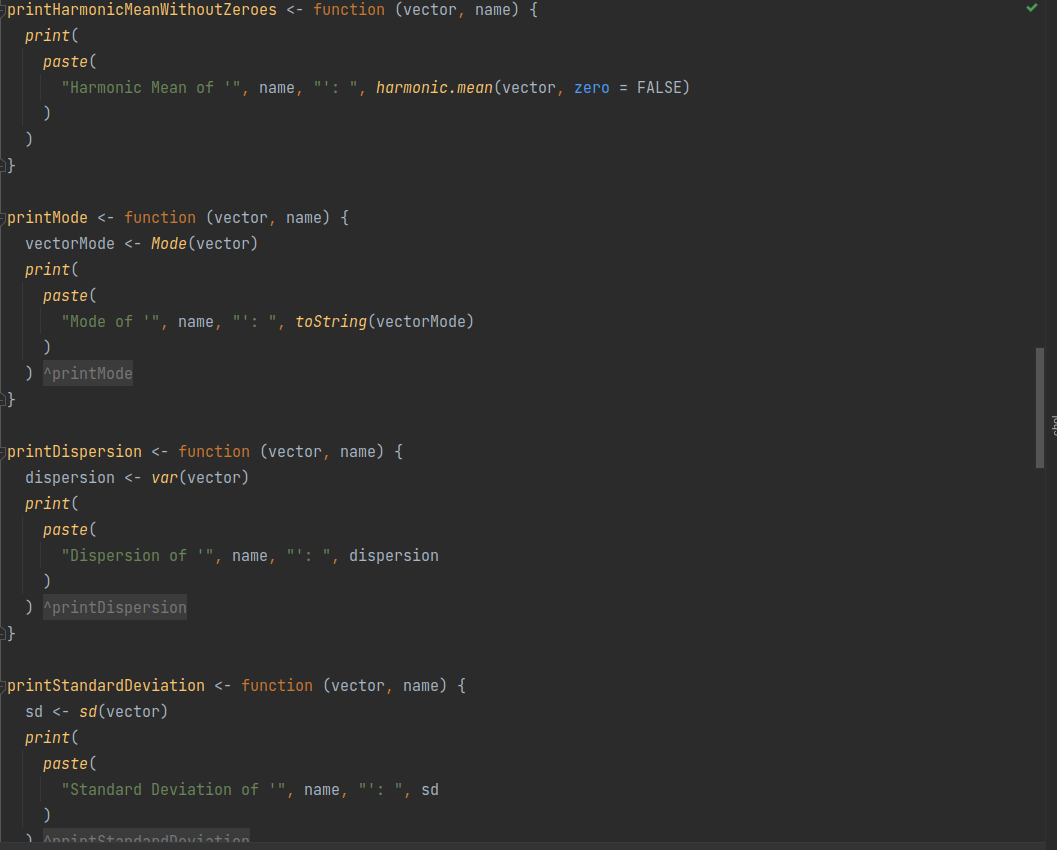 printHarmonicMeanWithoutZeroes <- function (vector, name) {
  print(
    paste(
      "Harmonic Mean of '", name, "': ", harmonic.mean(vector, zero = FALSE)
    )
  )
}

printMode <- function (vector, name) {
  vectorMode <- Mode(vector)
  print(
    paste(
      "Mode of '", name, "': ", toString(vectorMode)
    )
  ) ^printMode
}

printDispersion <- function (vector, name) {
  dispersion <- var(vector)
  print(
    paste(
      "Dispersion of '", name, "': ", dispersion
    )
  ) ^printDispersion
}

printStandardDeviation <- function (vector, name) {
  sd <- sd(vector)
  print(
    paste(
      "Standard Deviation of '", name, "': ", sd
    )
  ) ^printStandardDeviation